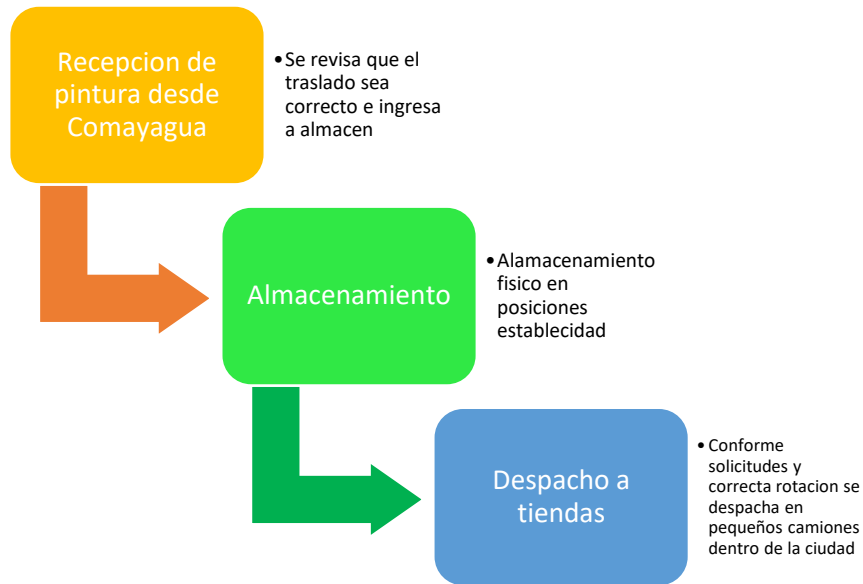 Recepcion de
pintura desde
Comayagua
•Se revisa que el
traslado sea
correcto e ingresa
a almacen
Almacenamiento
•Alamacenamiento
fisico en
posiciones
establecidad
Despacho a
tiendas
•Conforme
solicitudes y
correcta rotacion se
despacha en
pequeños camiones
dentro de la ciudad